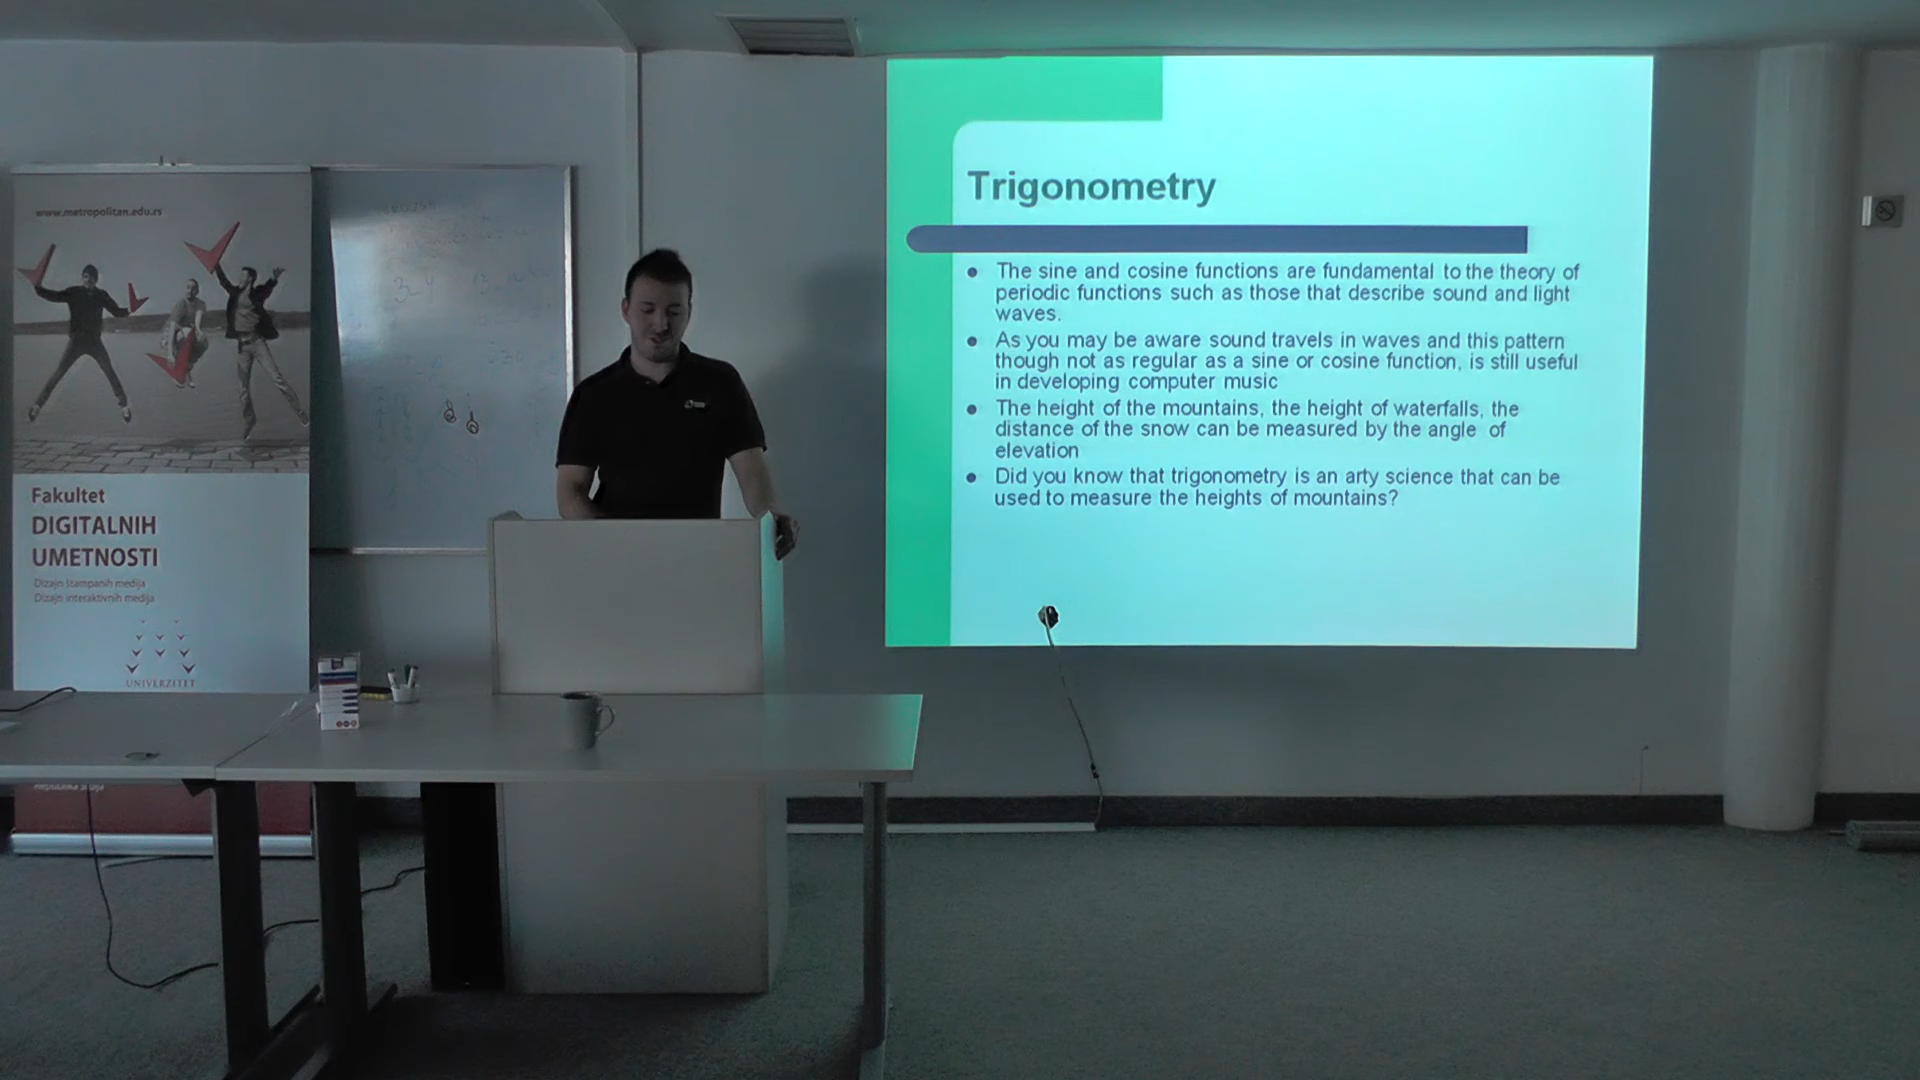 www.metropolitan.edu.rs
Fakultet
DIGITALNIH
UMETNOSTI
Dizajn štampanih medija
Dizajn interaktivnih medija
UNIVERZITET
Trigonometry
The sine and cosine functions are fundamental to the theory of
periodic functions such as those that describe sound and light
waves.
As you may be aware sound travels in waves and this pattern
though not as regular as a sine or cosine function, is still useful
in developing computer music
The height of the mountains, the height of waterfalls, the
distance of the snow can be measured by the angle of
elevation
Did you know that trigonometry is an arty science that can be
used to measure the heights of mountains?